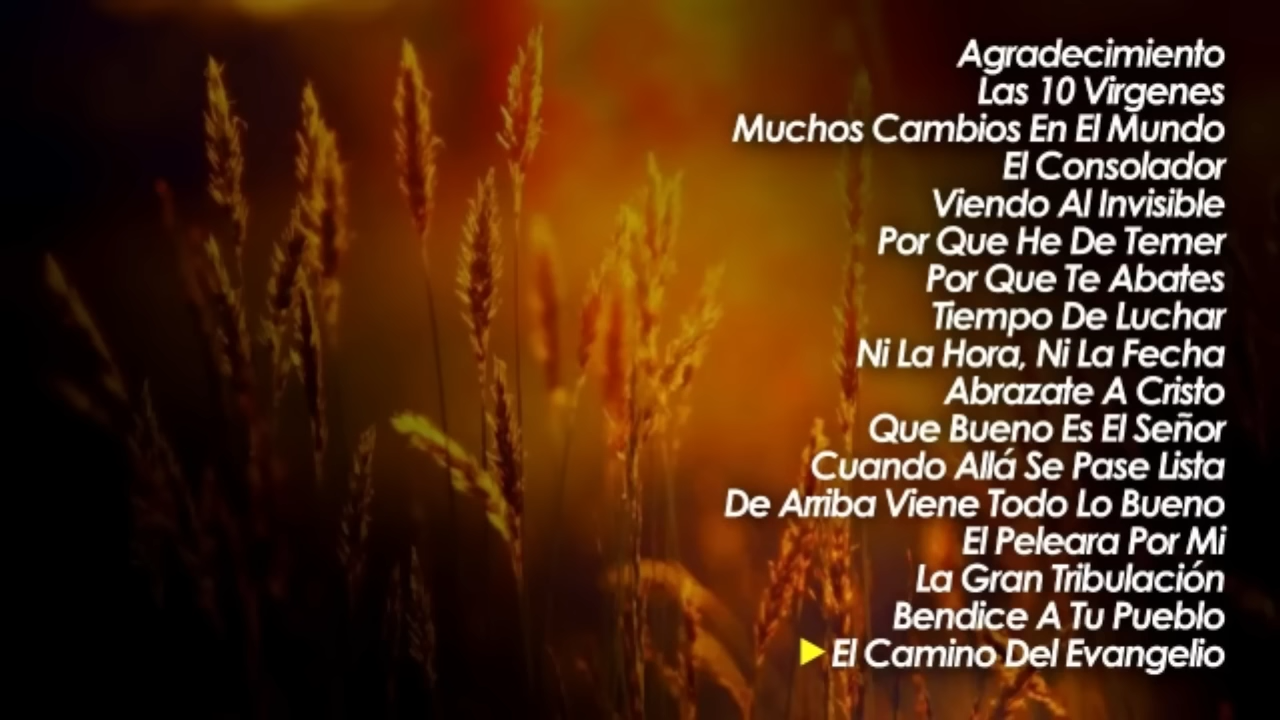 Agradecimiento
Las 10 Virgenes
Muchos Cambios En El Mundo
El Consolador
Viendo Al Invisible
Por Que He De Temer
Por Que Te Abates
Tiempo De Luchar
Ni La Hora, Ni La Fecha
Abrazate A Cristo
Que Bueno Es El Señor
Cuando Allá Se Pase Lista
De Arriba Viene Todo Lo Bueno
El Peleara Por Mi
La Gran Tribulación
Bendice A Tu Pueblo
El Camino Del Evangelio